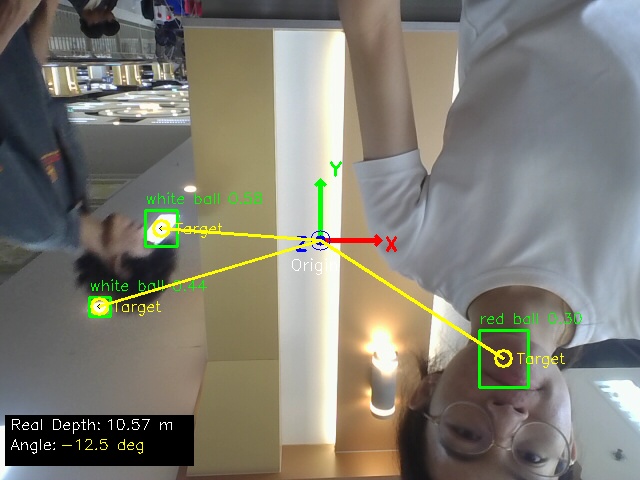 Y
white ball 0.58
Target
Z
X
Origin
white ball 0.44
Target
red ball 0.30
Target
Real Depth: 10.57 m
Angle: -12.5 deg